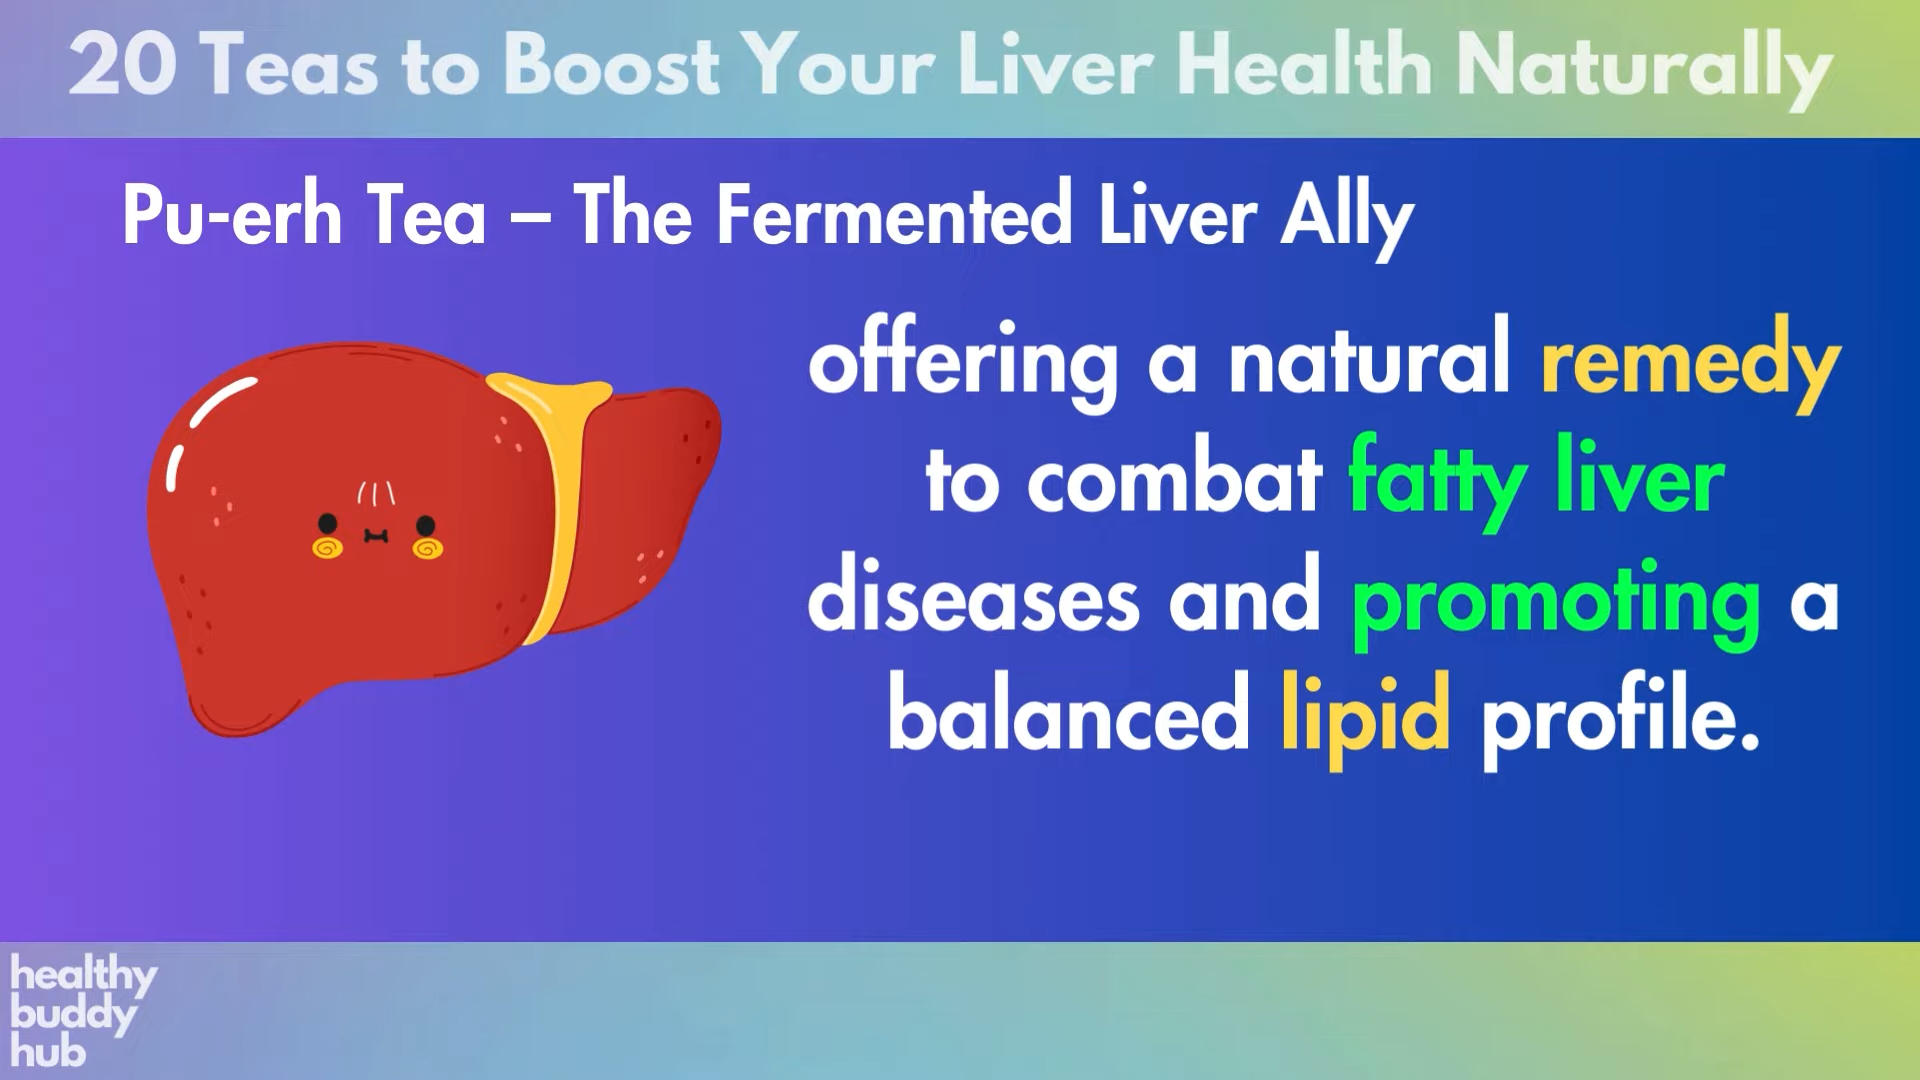 20 Teas to Boost Your Liver Health Naturally
Pu-erh Tea – The Fermented Liver Ally
offering a natural remedy
to combat fatty liver
diseases and promoting a
balanced lipid profile.
healthy
buddy
hub